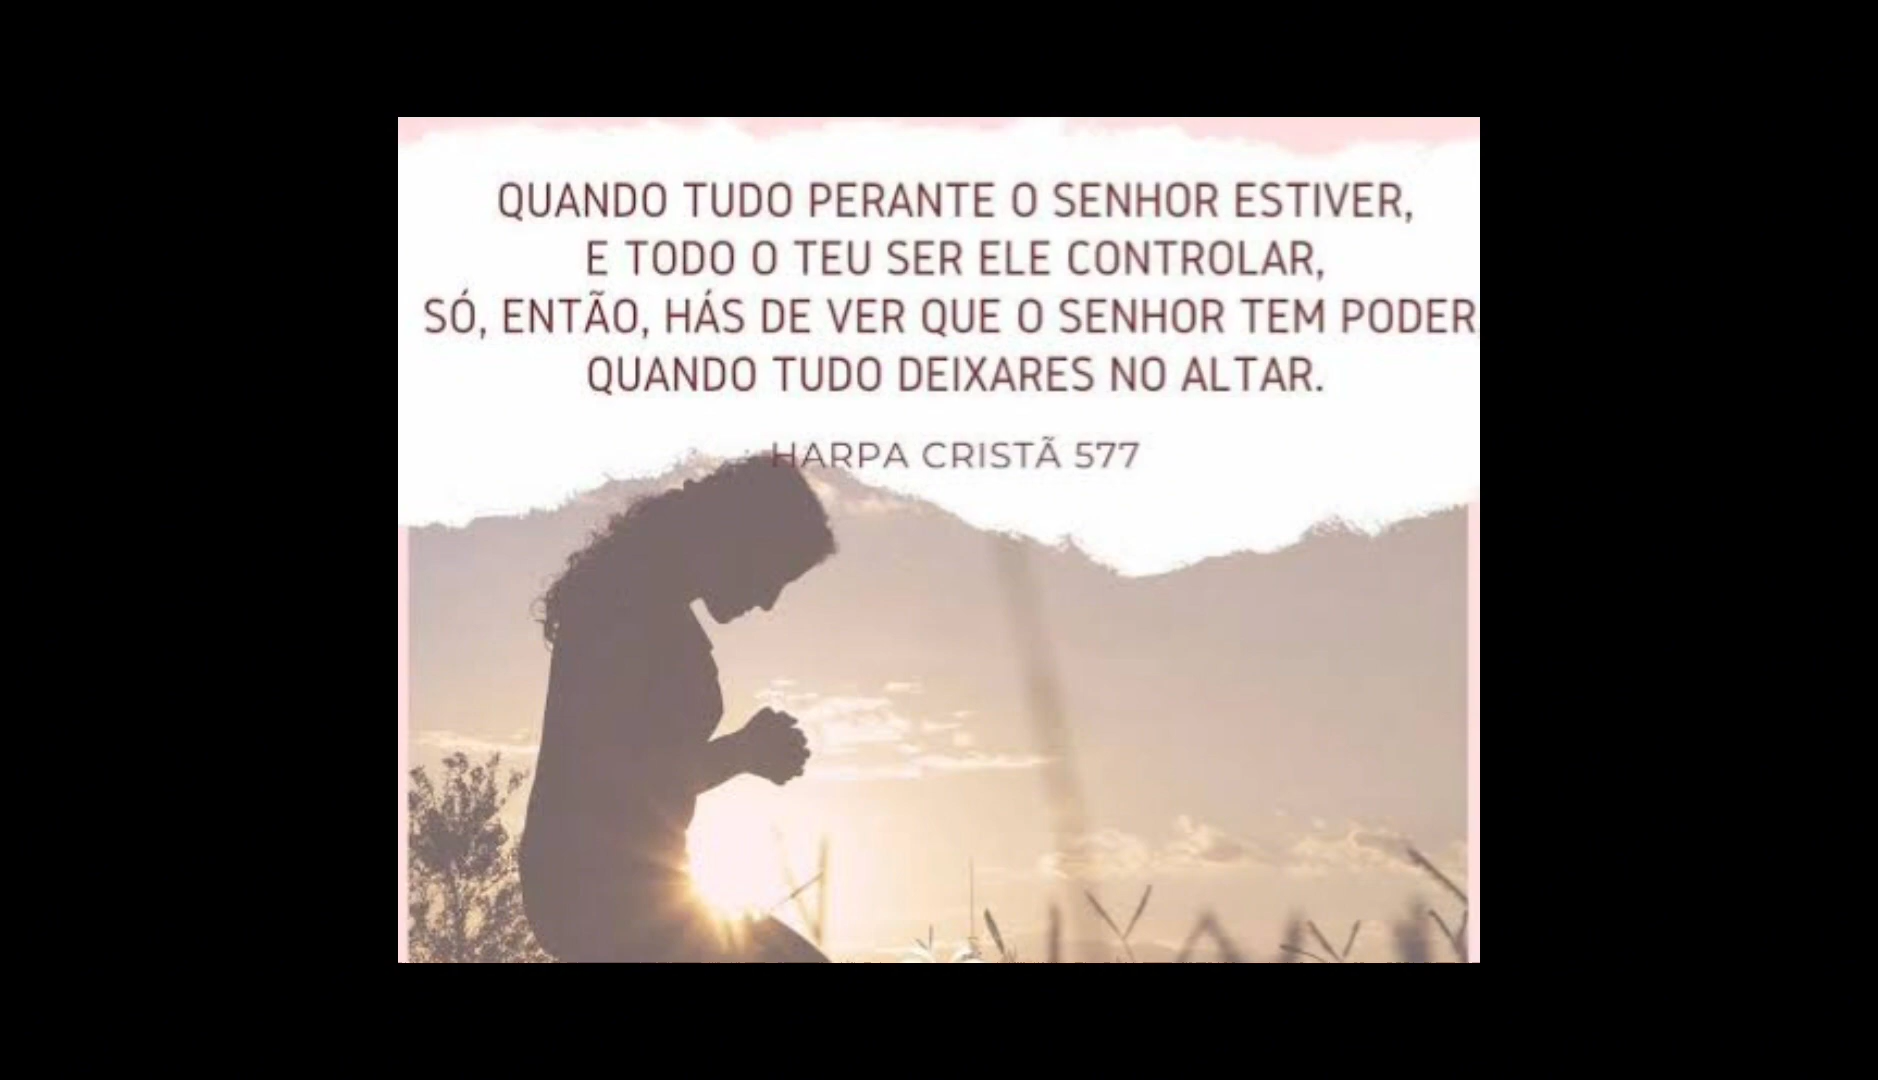 QUANDO TUDO PERANTE O SENHOR ESTIVER,
E TODO O TEU SER ELE CONTROLAR,
SÓ, ENTÃO, HÁS DE VER QUE O SENHOR TEM PODER
QUANDO TUDO DEIXARES NO ALTAR.
HARPA CRISTÃ 577